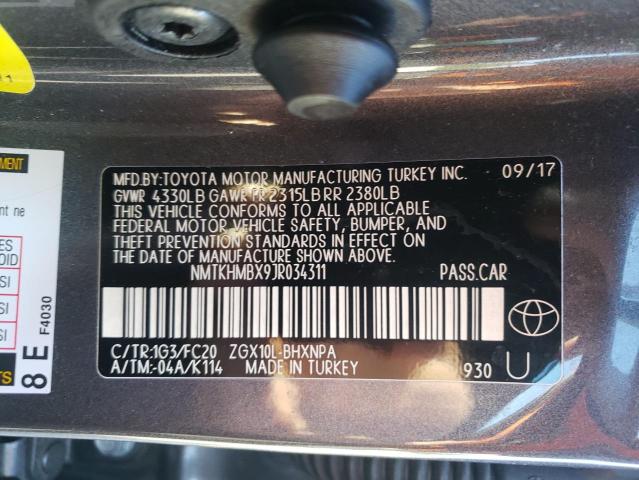 MFD.BY:TOYOTA MOTOR MANUFACTURING TURKEY INC. 09/17
GVWR 4330LB GAWR FR 2315LB RR 2380LB
THIS VEHICLE CONFORMS TO ALL APPLICABLE
FEDERAL MOTOR VEHICLE SAFETY, BUMPER, AND
THEFT PREVENTION STANDARDS IN EFFECT ON
THE DATE OF MANUFACTURE SHOWN ABOVE.
NMTKHMBX9JR034311 PASS.CAR
C/TR:1G3/FC20 ZGX10L-BHXNPA
A/TM:-04A/K114 MADE IN TURKEY 930 U
8E F4030